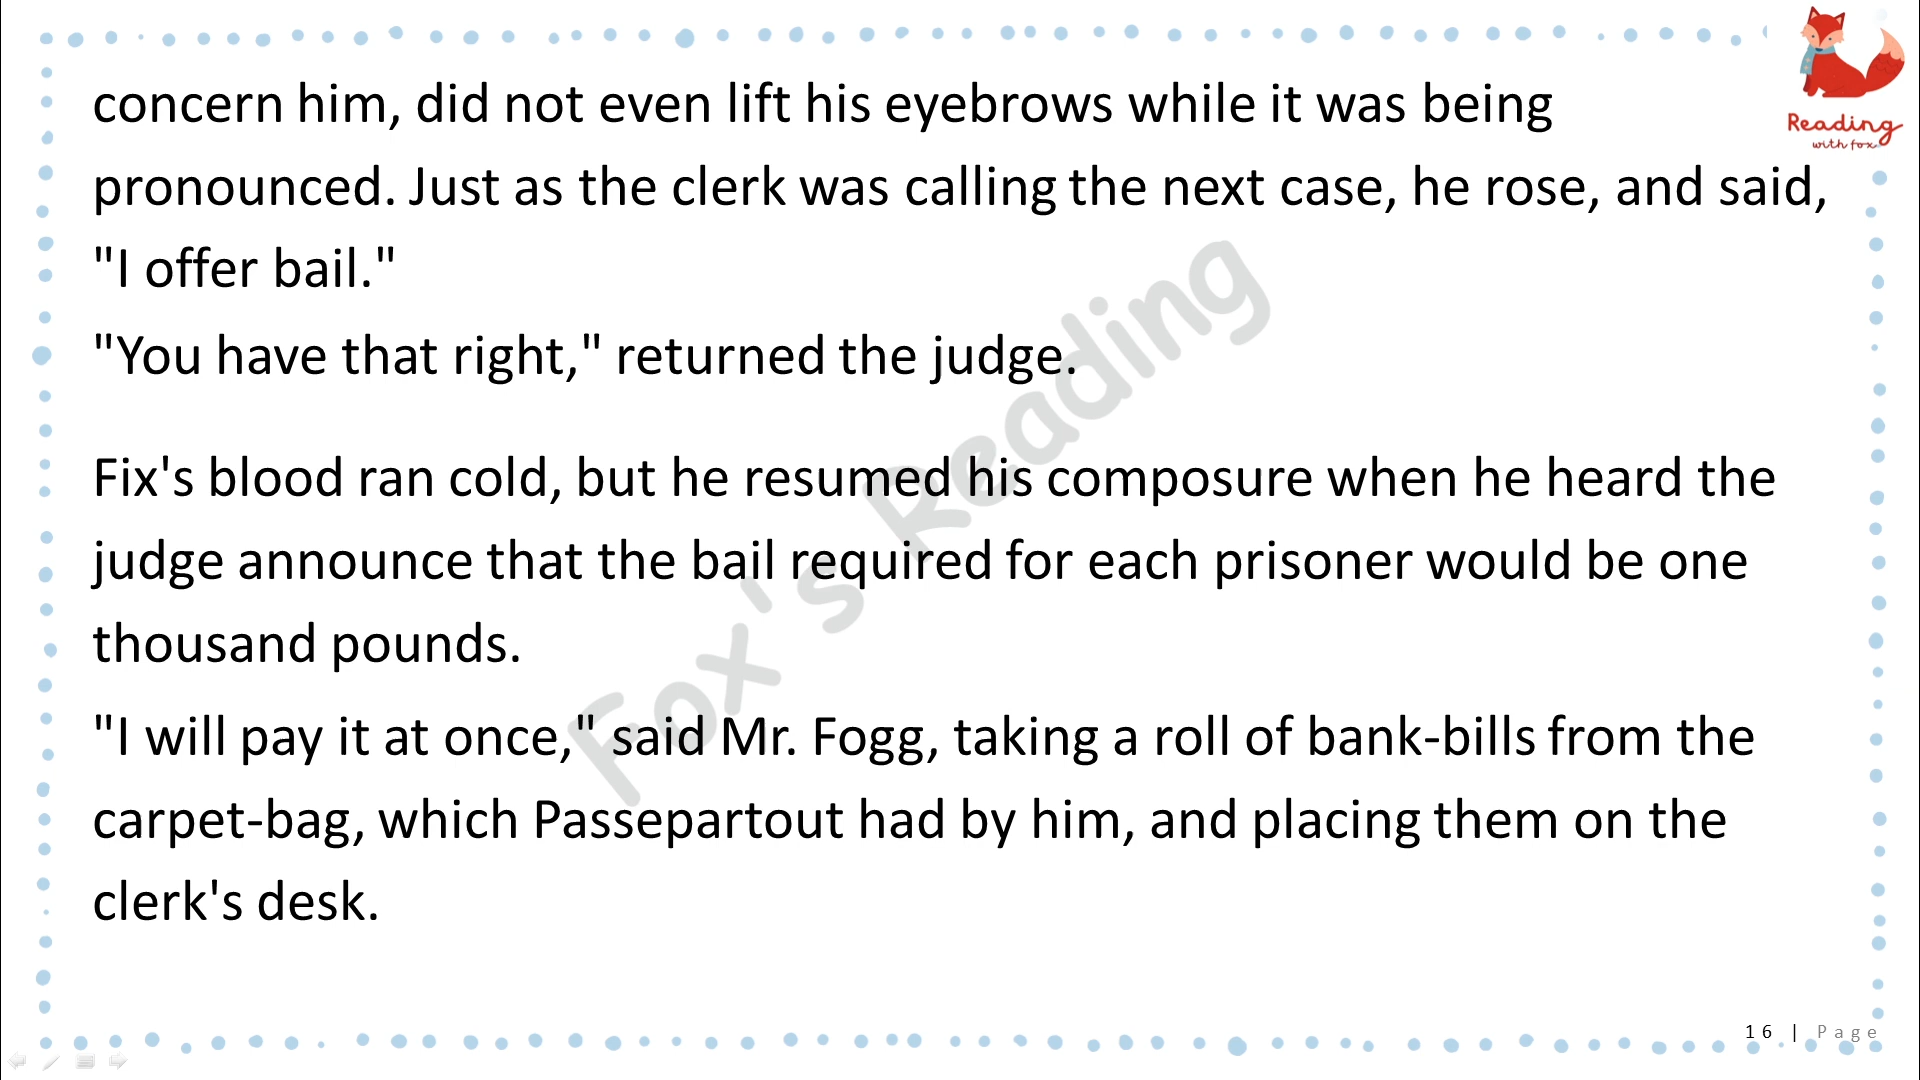 Reading
with fox
concern him, did not even lift his eyebrows while it was being
pronounced. Just as the clerk was calling the next case, he rose, and said,
"I offer bail."
"You have that right," returned the judge.
Fix's blood ran cold, but he resumed his composure when he heard the
judge announce that the bail required for each prisoner would be one
thousand pounds.
"I will pay it at once," said Mr. Fogg, taking a roll of bank-bills from the
carpet-bag, which Passepartout had by him, and placing them on the
clerk's desk.
Fox's Reading
16 | Page